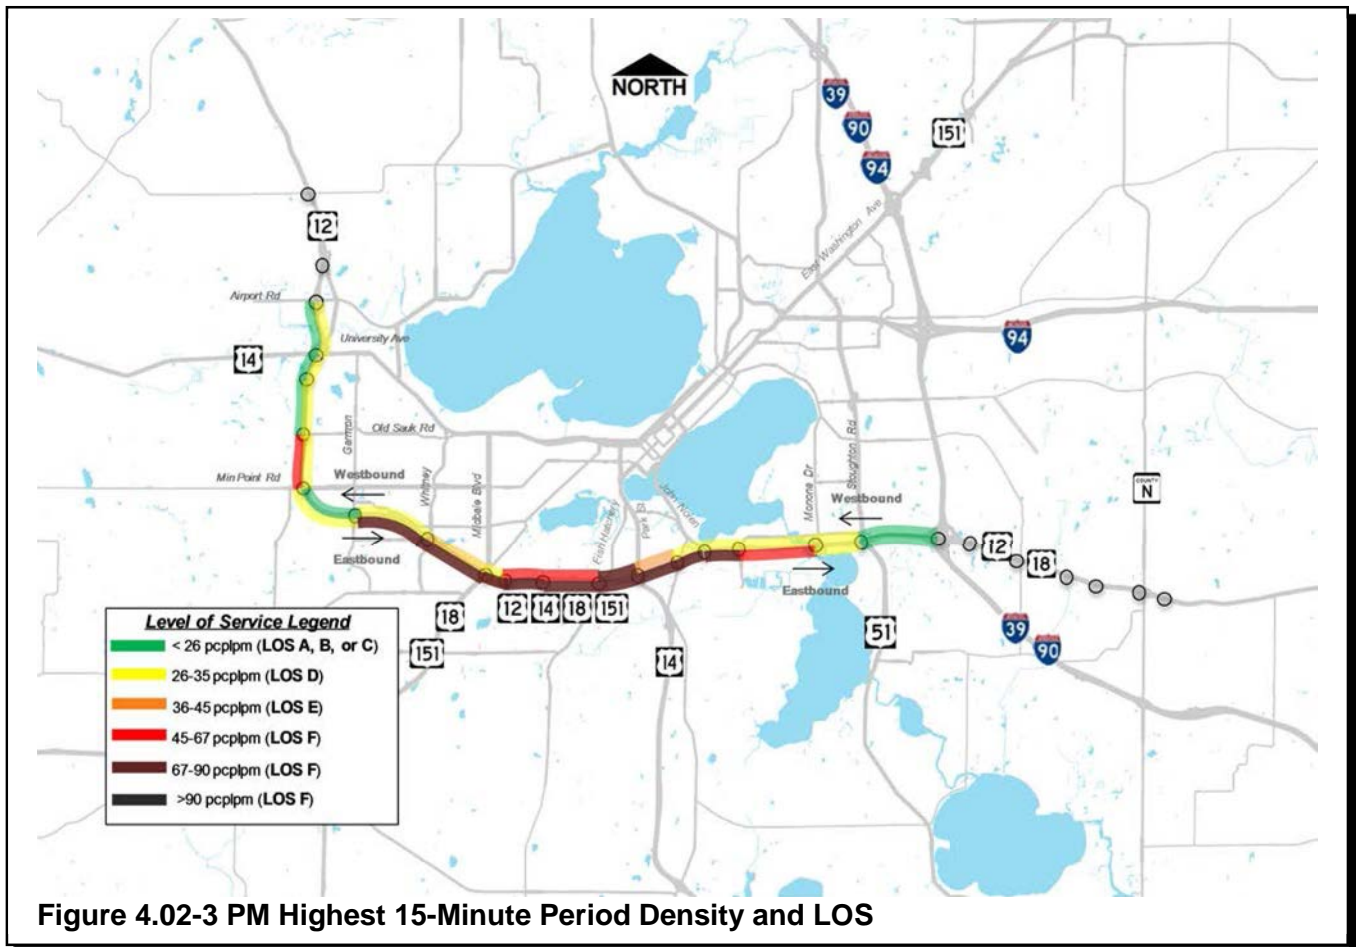 NORTH
39
90
94
151
East Washington Ave
12
Airport Rd
University Ave
14
94
Gamron
Old Sauk Rd
Min Point Rd
Westbound
Whitney
Midbale Blvd
Fish Hatchery
Park St
John Nolen
Monona Dr
Stoughton Rd
Westbound
COUNTY
N
Eastbound
Eastbound
12
18
18
12
14
18
151
151
14
51
39
90
Level of Service Legend
< 26 pcplpm (LOS A, B, or C)
26-35 pcplpm (LOS D)
36-45 pcplpm (LOS E)
45-67 pcplpm (LOS F)
67-90 pcplpm (LOS F)
>90 pcplpm (LOS F)
Figure 4.02-3 PM Highest 15-Minute Period Density and LOS